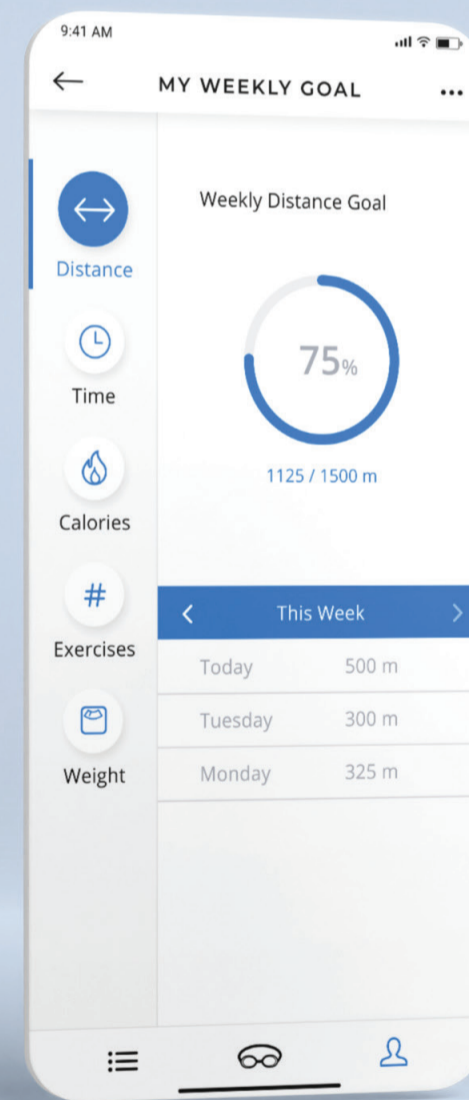 9:41 AM
MY WEEKLY GOAL
Distance
Time
Calories
#
Exercises
Weight
Weekly Distance Goal
75%
1125 / 1500 m
This Week
Today 500 m
Tuesday 300 m
Monday 325 m